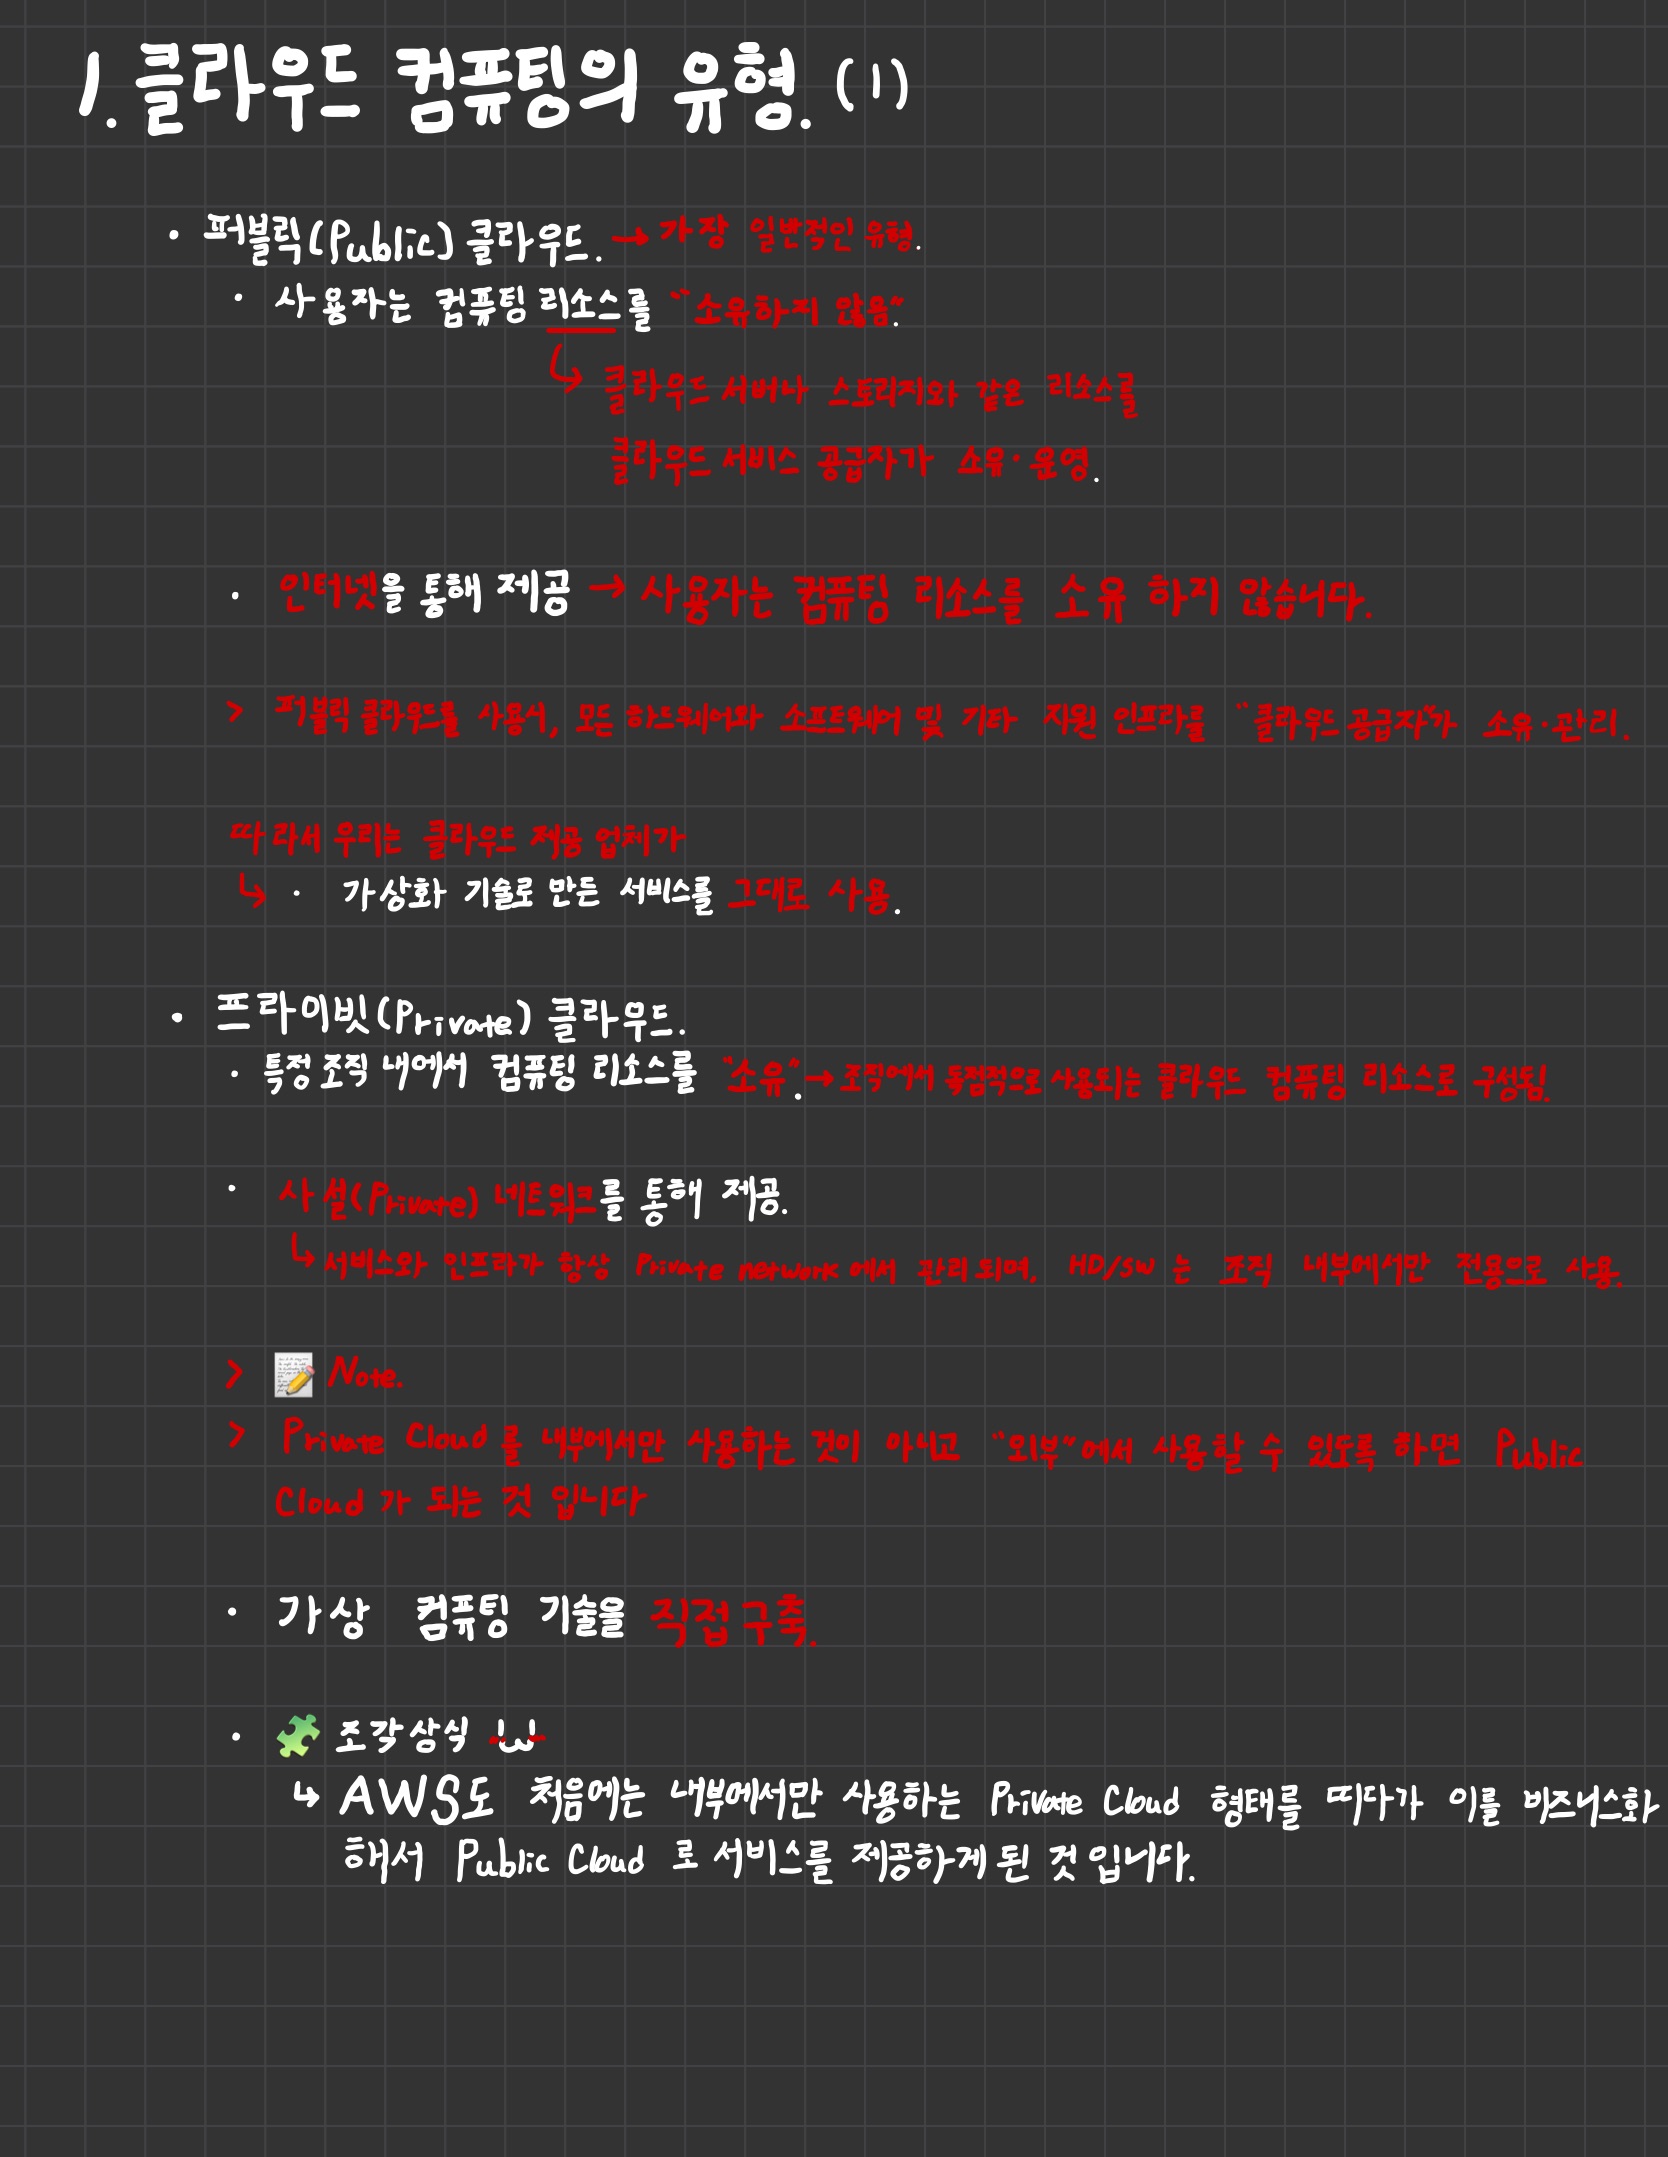 1. 클라우드 컴퓨팅의 유형. (1)
· 퍼블릭(Public) 클라우드. → 가장 일반적인 유형.
· 사용자는 컴퓨팅 리소스를 "소유하지 않음".
↳ 클라우드 서버나 스토리지와 같은 리소스를
클라우드 서비스 공급자가 소유·운영.
· 인터넷을 통해 제공 → 사용자는 컴퓨팅 리소스를 소유 하지 않습니다.
> 퍼블릭 클라우드를 사용시, 모든 하드웨어와 소프트웨어 및 기타 지원 인프라를 "클라우드 공급자"가 소유·관리.
따라서 우리는 클라우드 제공 업체가
↳ · 가상화 기술로 만든 서비스를 그대로 사용.
· 프라이빗(Private) 클라우드.
· 특정 조직 내에서 컴퓨팅 리소스를 "소유". → 조직에서 독점적으로 사용되는 클라우드 컴퓨팅 리소스로 구성됨.
· 사설(Private) 네트워크를 통해 제공.
↳ 서비스와 인프라가 항상 Private network 에서 관리 되며, HD/SW 는 조직 내부에서만 전용으로 사용.
> 📝 Note.
> Private Cloud 를 내부에서만 사용하는 것이 아니고 "외부"에서 사용할 수 있도록 하면 Public
Cloud 가 되는 것 입니다
· 가상 컴퓨팅 기술을 직접 구축.
· 🧩 조각상식
↳ AWS도 처음에는 내부에서만 사용하는 Private Cloud 형태를 띠다가 이를 비즈니스화
해서 Public Cloud 로 서비스를 제공하게 된 것 입니다.